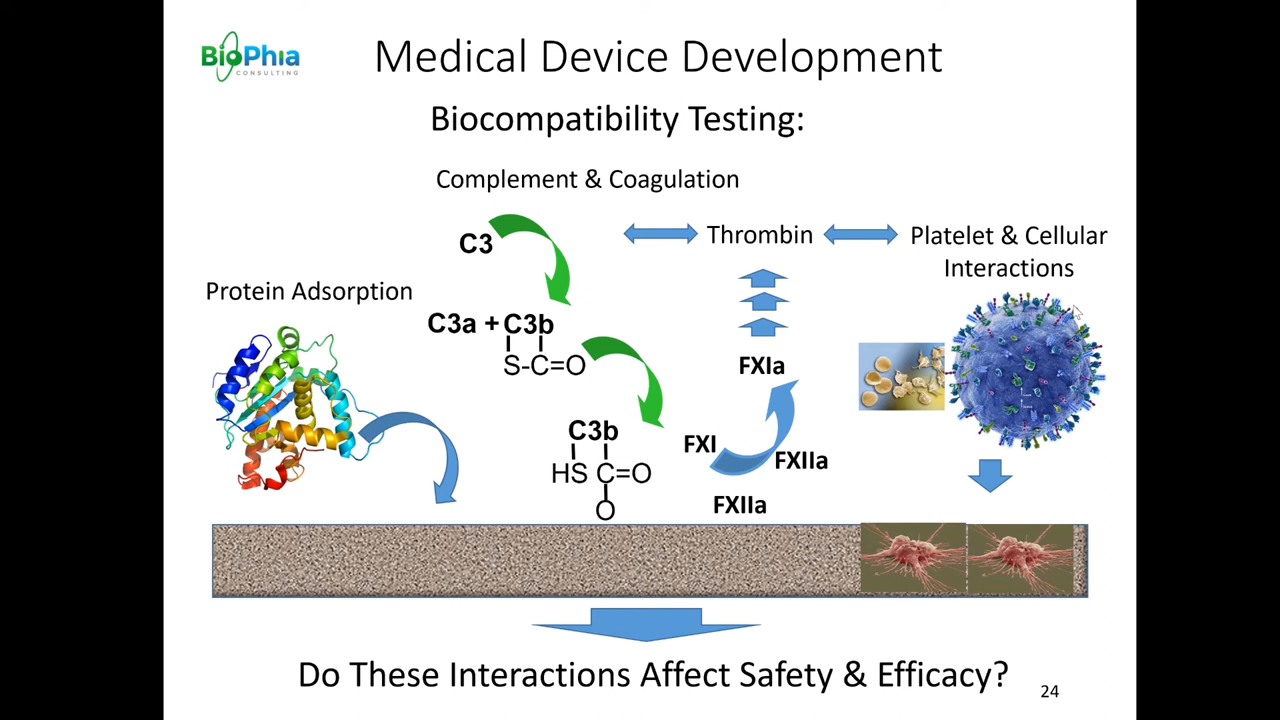 BioPhia
CONSULTING
Medical Device Development
Biocompatibility Testing:
Complement & Coagulation
C3
Thrombin
Platelet & Cellular
Interactions
Protein Adsorption
C3a + C3b
S-C=O
FXIa
C3b
HS C=O
O
FXI
FXIIa
FXIIa
Do These Interactions Affect Safety & Efficacy?
24